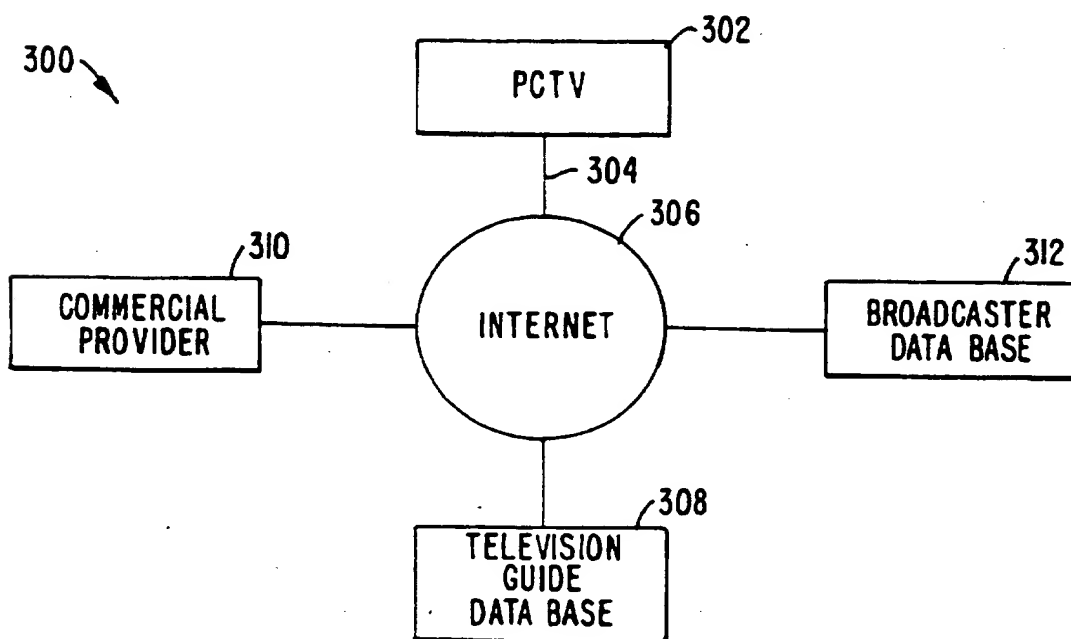 302
300
PCTV
304
306
310
312
COMMERCIAL
PROVIDER
INTERNET
BROADCASTER
DATA BASE
308
TELEVISION
GUIDE
DATA BASE